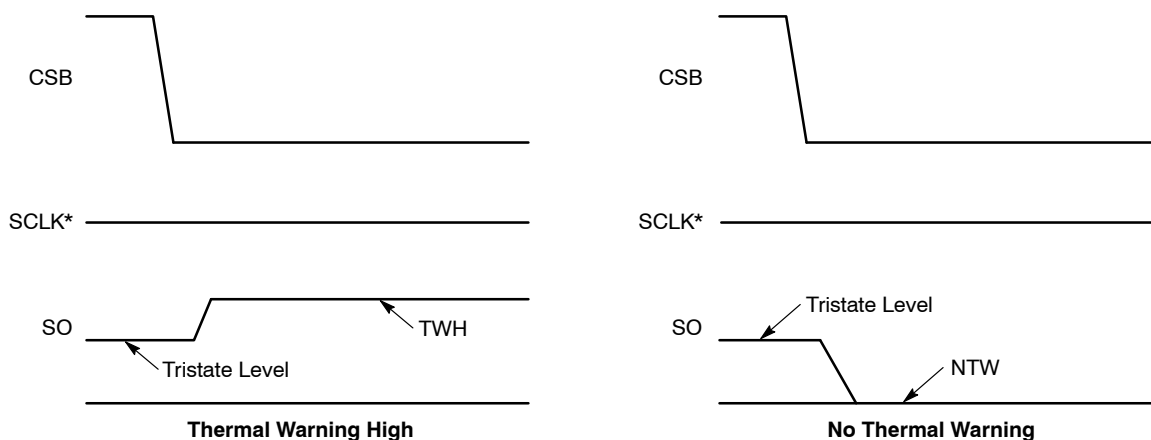 CSB
SCLK*
SO
TWH
Tristate Level
Thermal Warning High
CSB
SCLK*
SO
Tristate Level
NTW
No Thermal Warning